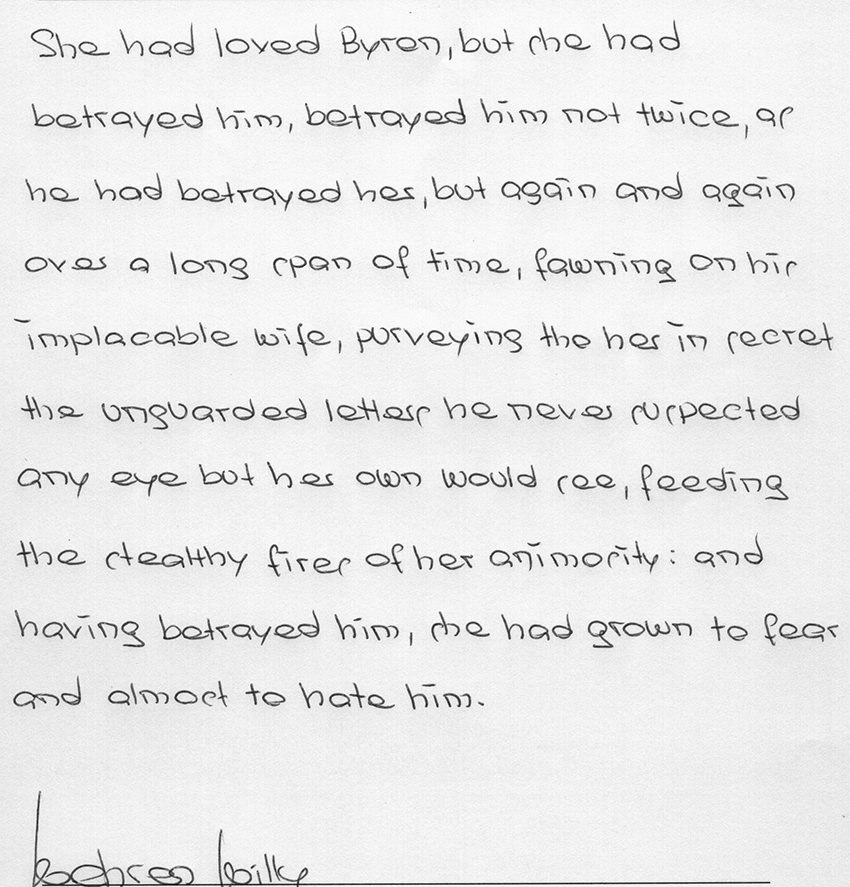 She had loved Byron, but she had
betrayed him, betrayed him not twice, as
he had betrayed her, but again and again
over a long span of time, fawning on his
implacable wife, purveying the her in secret
the unguarded letters he never suspected
any eye but her own would see, feeding
the stealthy fires of her animosity: and
having betrayed him, she had grown to fear
and almost to hate him.